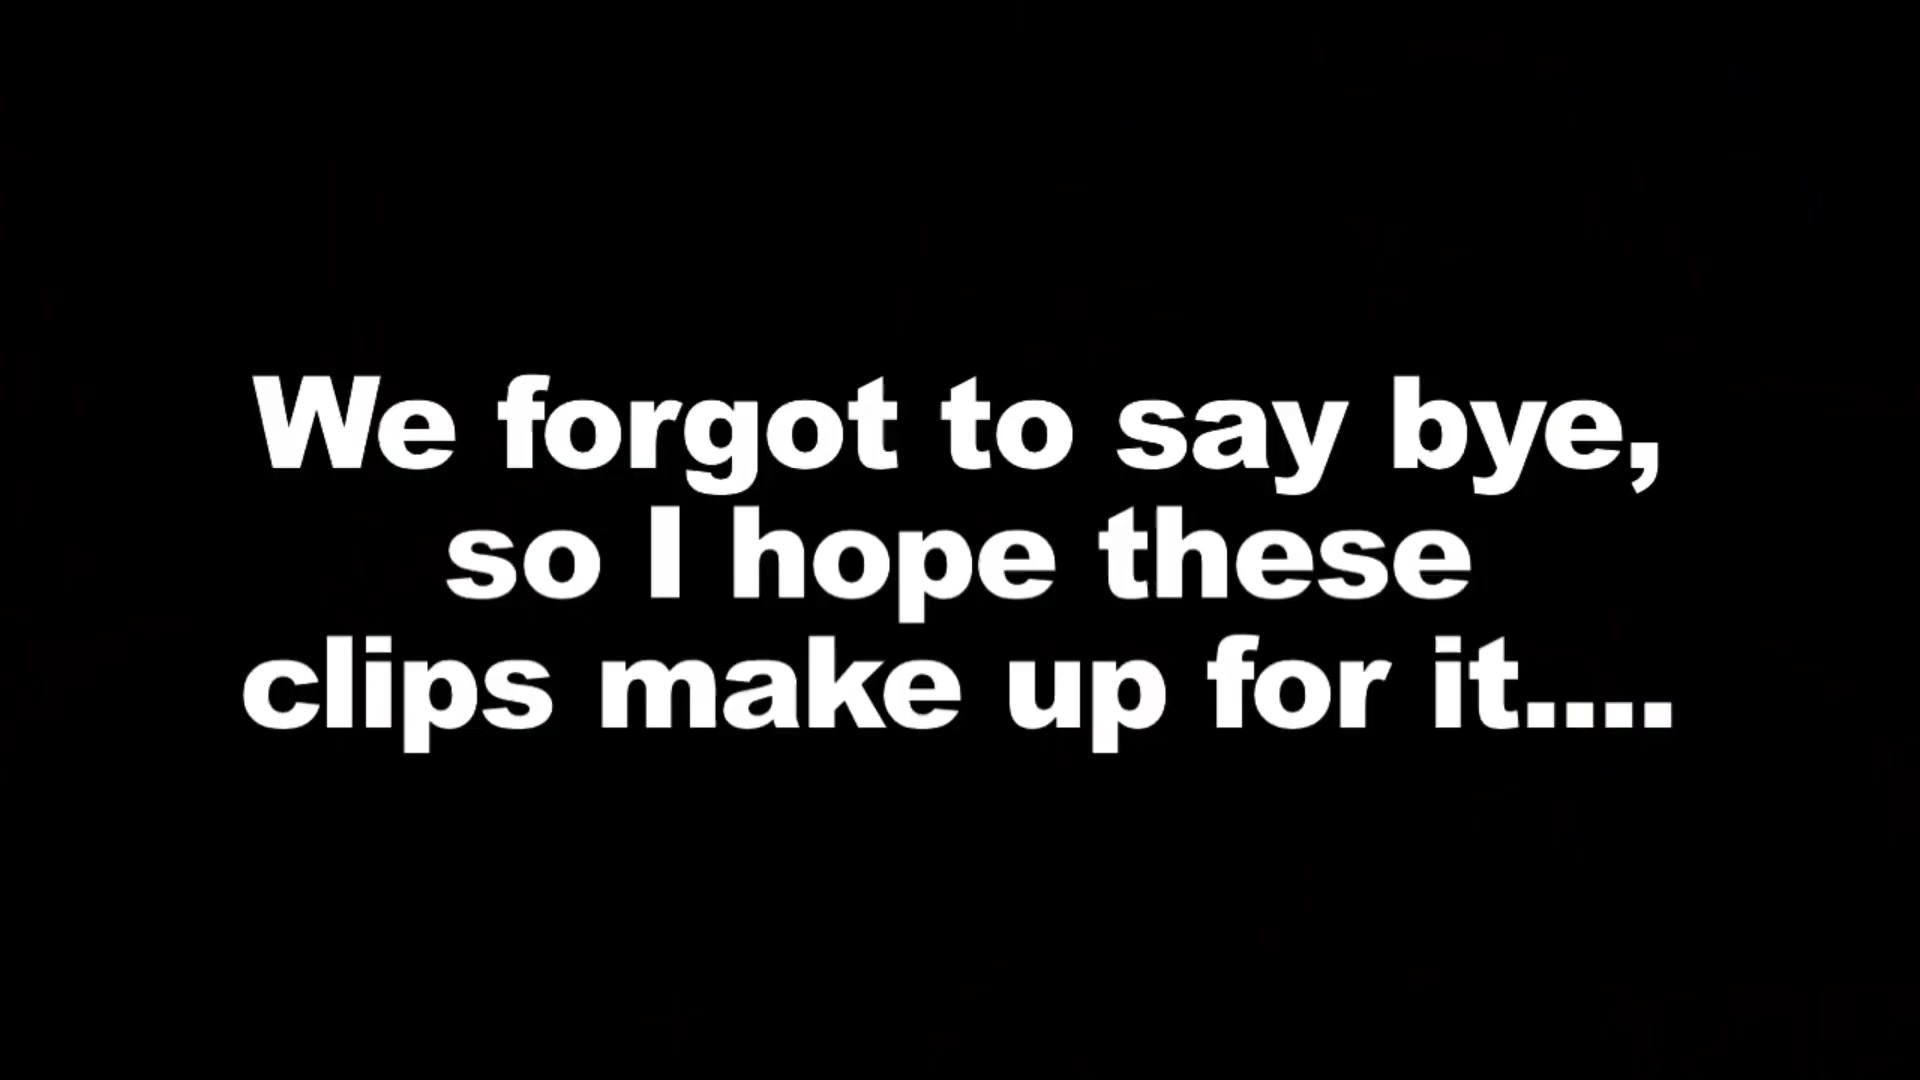 We forgot to say bye,
so I hope these
clips make up for it....